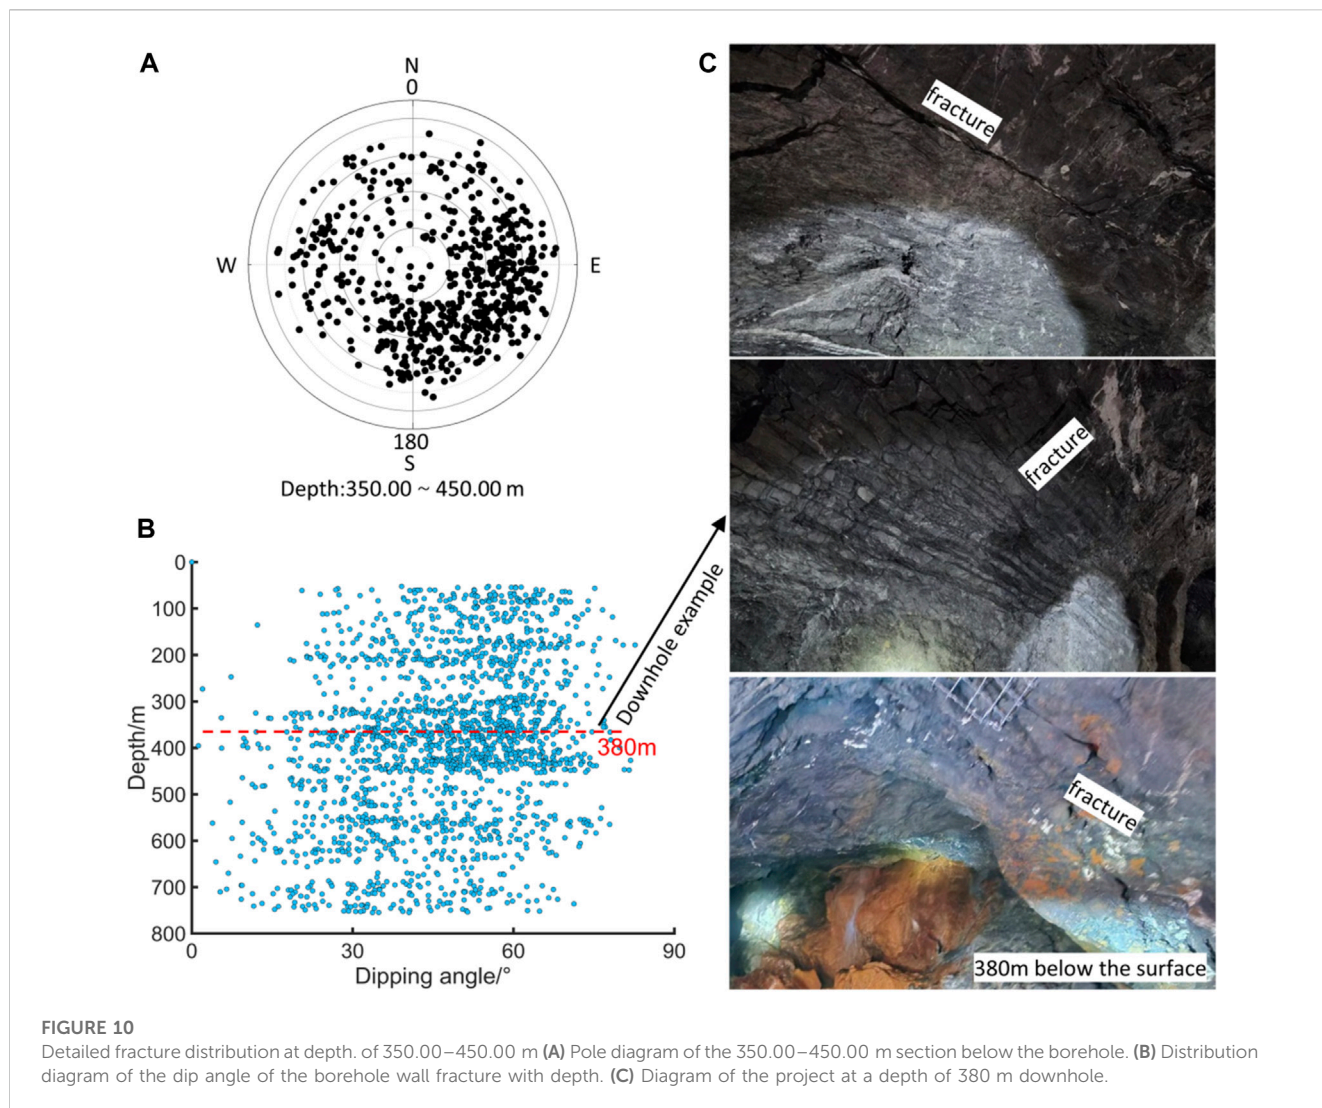 A
N
0
W
E
180
S
Depth:350.00 ~ 450.00 m
B
0
100
200
300
400
500
600
700
800
Depth/m
0
30
60
90
Dipping angle/°
380m
Downhole example
C
fracture
fracture
fracture
380m below the surface
FIGURE 10
Detailed fracture distribution at depth. of 350.00–450.00 m (A) Pole diagram of the 350.00–450.00 m section below the borehole. (B) Distribution
diagram of the dip angle of the borehole wall fracture with depth. (C) Diagram of the project at a depth of 380 m downhole.